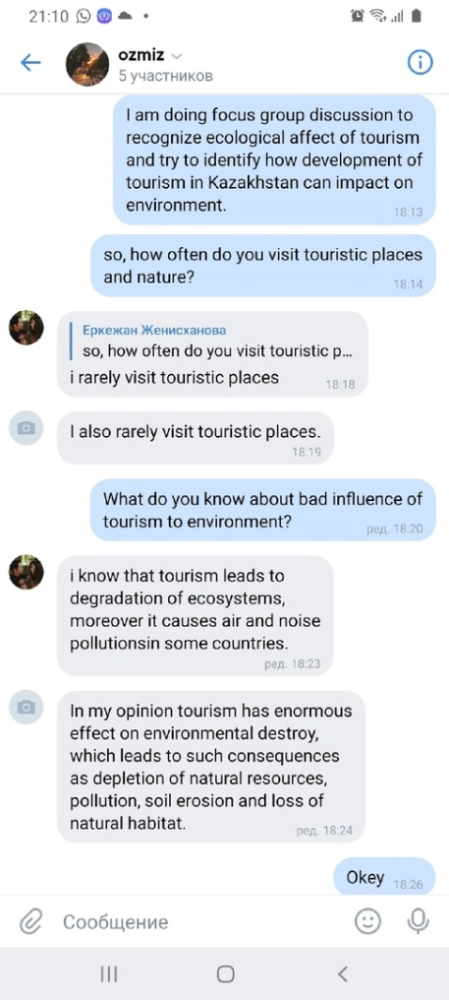 21:10
ozmiz
5 участников
I am doing focus group discussion to
recognize ecological affect of tourism
and try to identify how development of
tourism in Kazakhstan can impact on
environment.
18:13
so, how often do you visit touristic places
and nature?
18:14
Еркежан Женисханова
so, how often do you visit touristic p...
i rarely visit touristic places
18:18
I also rarely visit touristic places.
18:19
What do you know about bad influence of
tourism to environment?
ред. 18:20
i know that tourism leads to
degradation of ecosystems,
moreover it causes air and noise
pollutionsin some countries.
ред. 18:23
In my opinion tourism has enormous
effect on environmental destroy,
which leads to such consequences
as depletion of natural resources,
pollution, soil erosion and loss of
natural habitat.
ред. 18:24
Okey
18:26
Сообщение